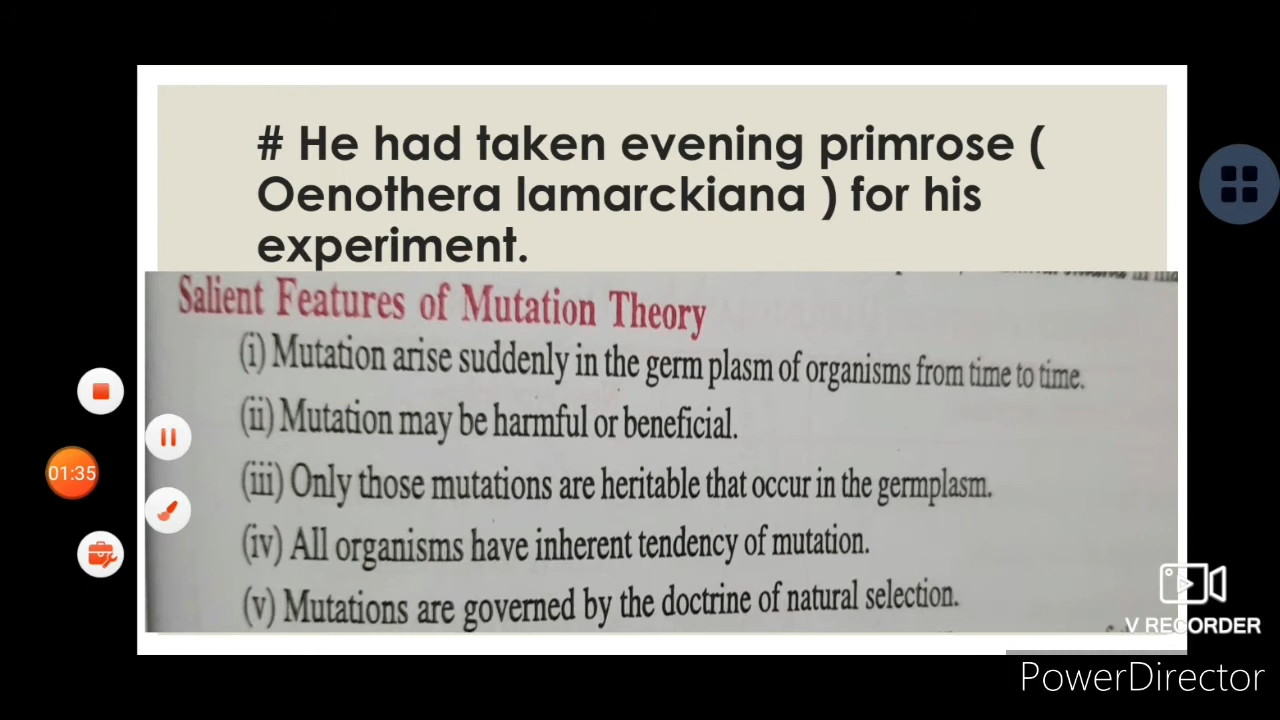 # He had taken evening primrose (
Oenothera lamarckiana ) for his
experiment.
Salient Features of Mutation Theory
(i) Mutation arise suddenly in the germ plasm of organisms from time to time.
(ii) Mutation may be harmful or beneficial.
(iii) Only those mutations are heritable that occur in the germplasm.
(iv) All organisms have inherent tendency of mutation.
(v) Mutations are governed by the doctrine of natural selection.
01:35
V RECORDER
PowerDirector